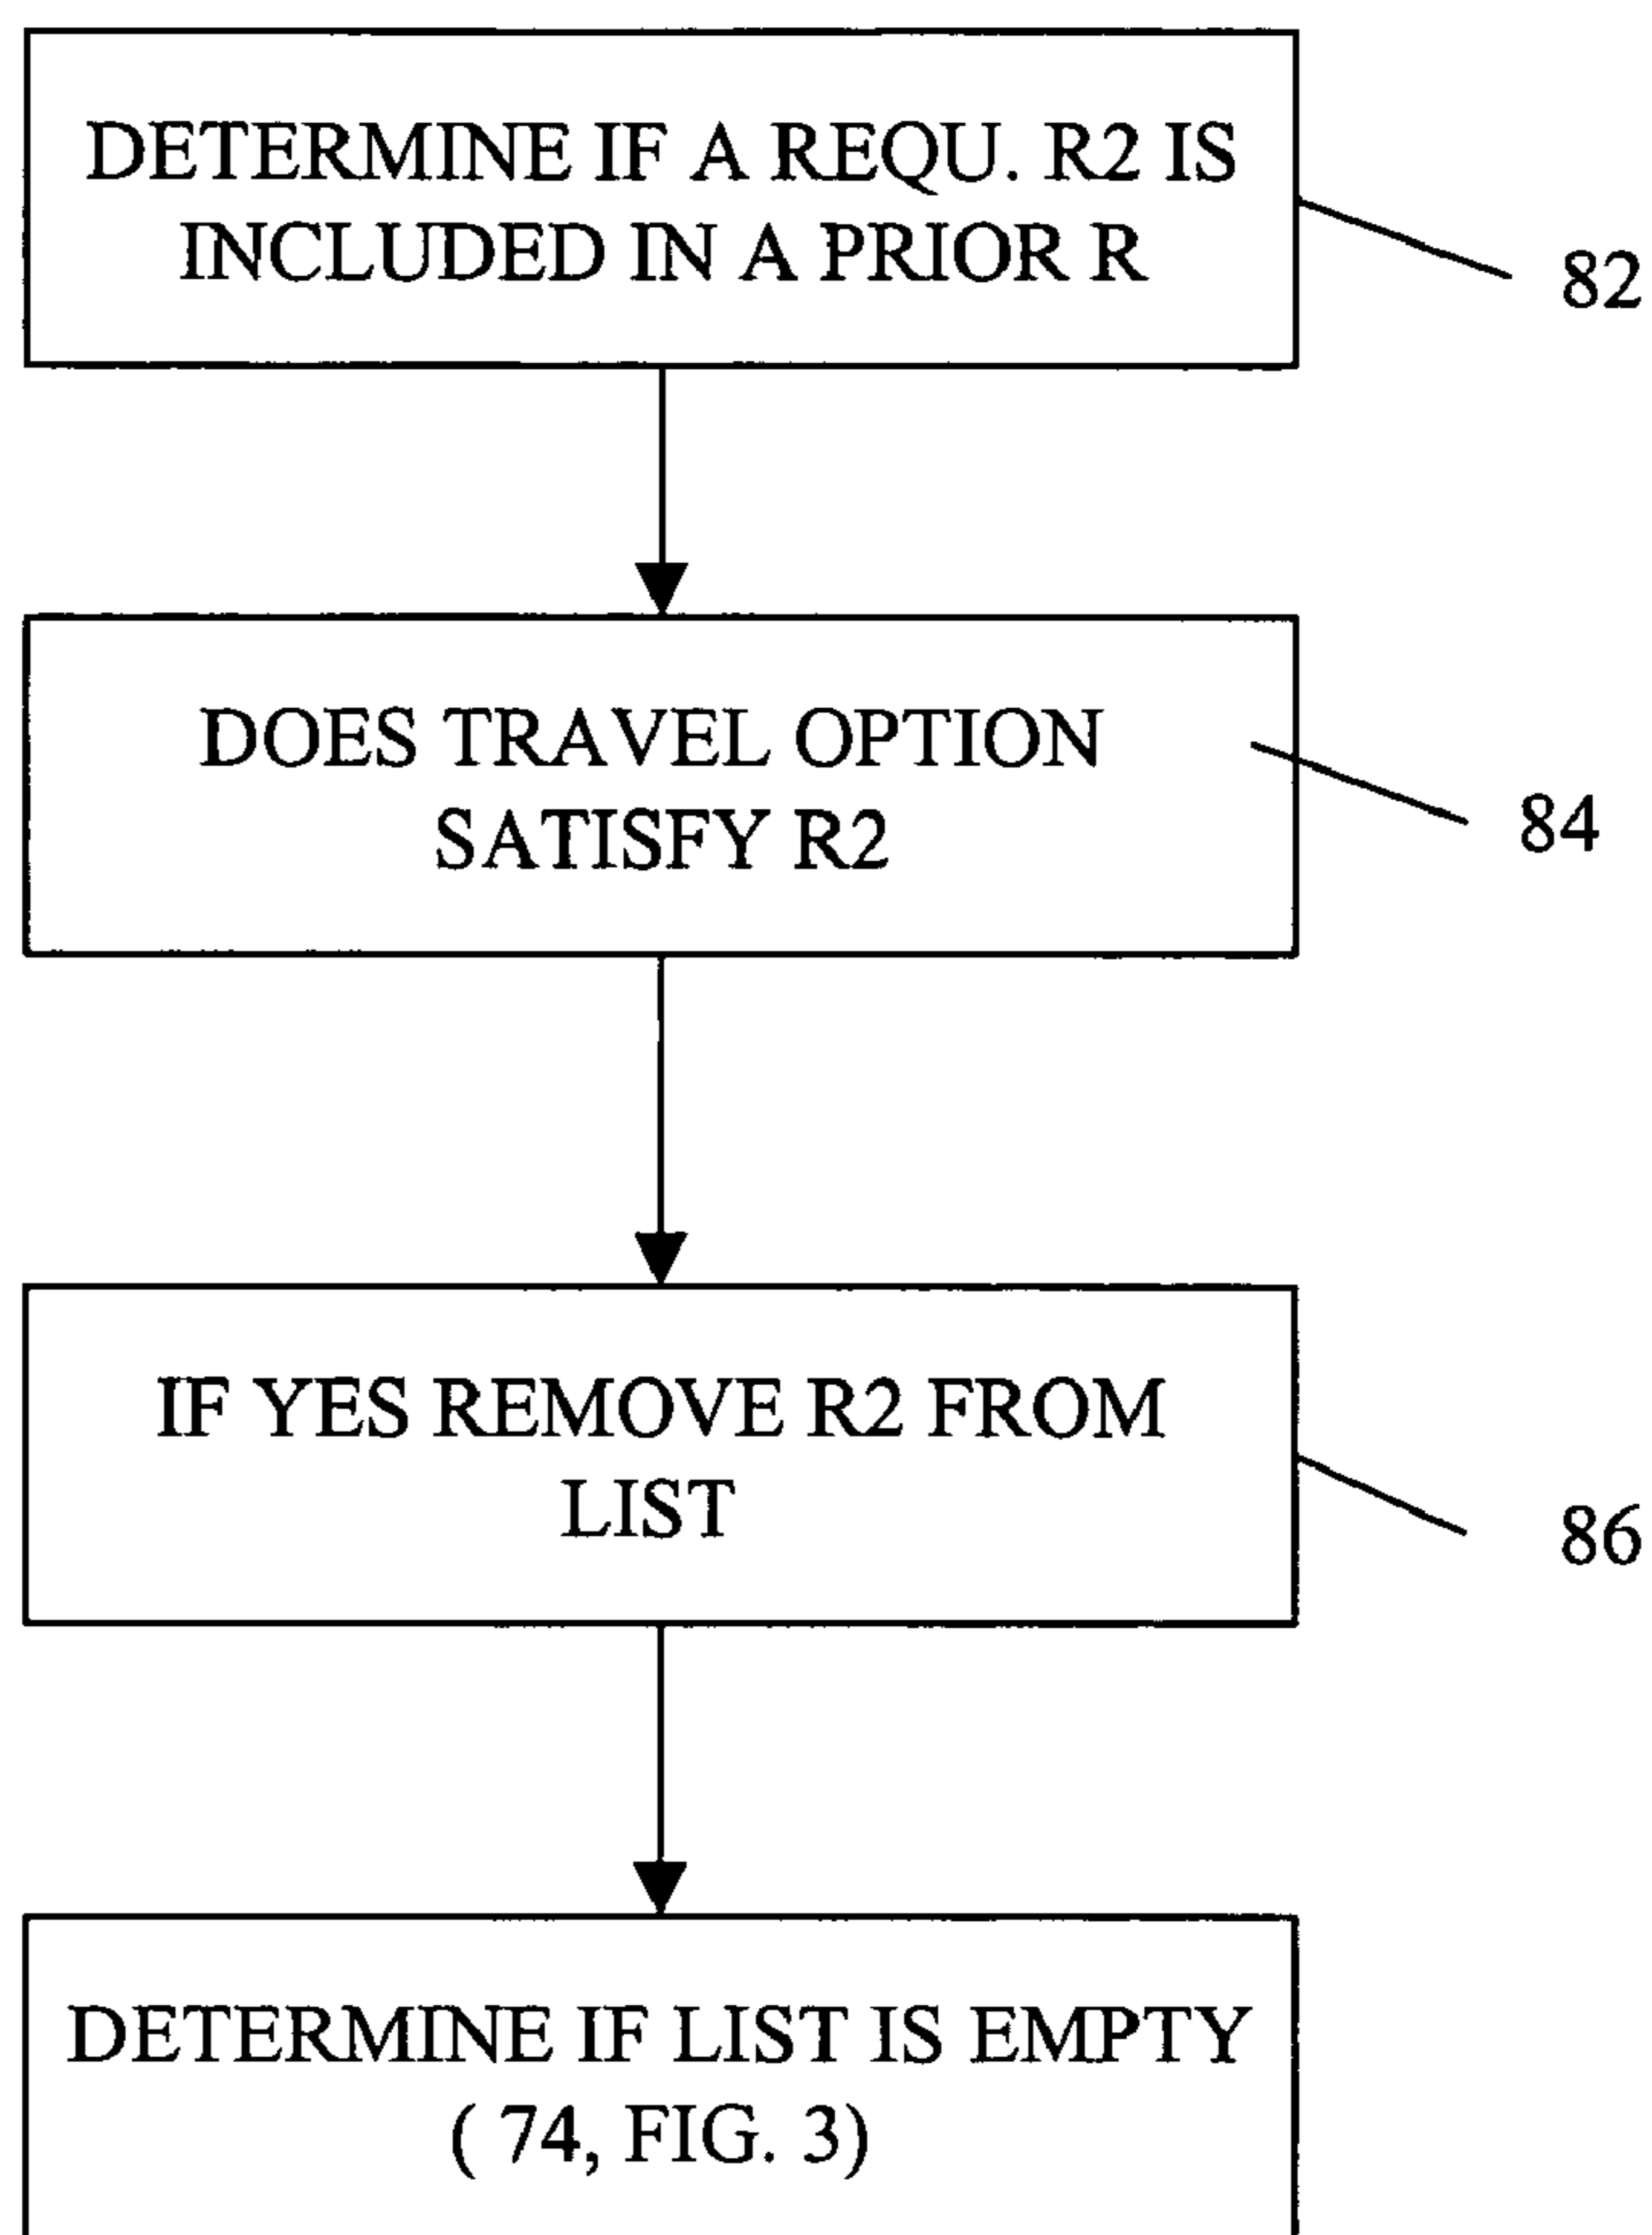 DETERMINE IF A REQU. R2 IS
INCLUDED IN A PRIOR R
82
DOES TRAVEL OPTION
SATISFY R2
84
IF YES REMOVE R2 FROM
LIST
86
DETERMINE IF LIST IS EMPTY
( 74, FIG. 3)